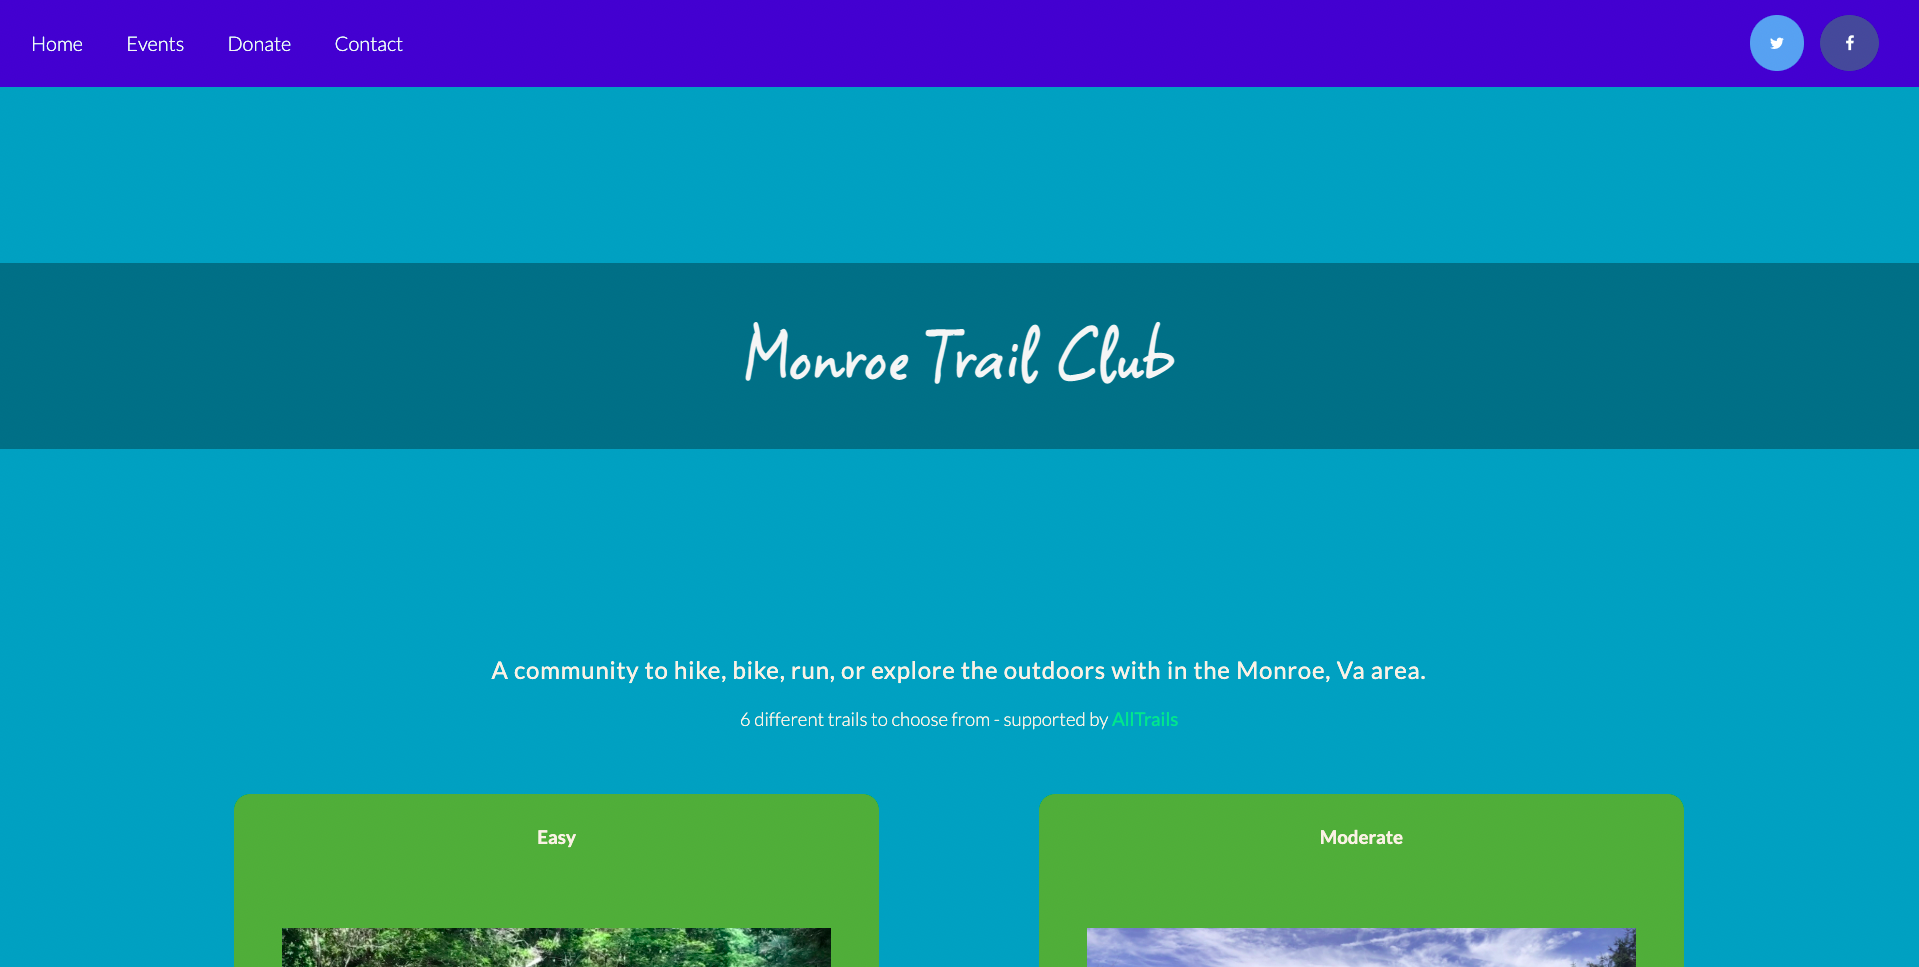 Home Events Donate Contact
Monroe Trail Club
A community to hike, bike, run, or explore the outdoors with in the Monroe, Va area.
6 different trails to choose from - supported by AllTrails
Easy
Moderate